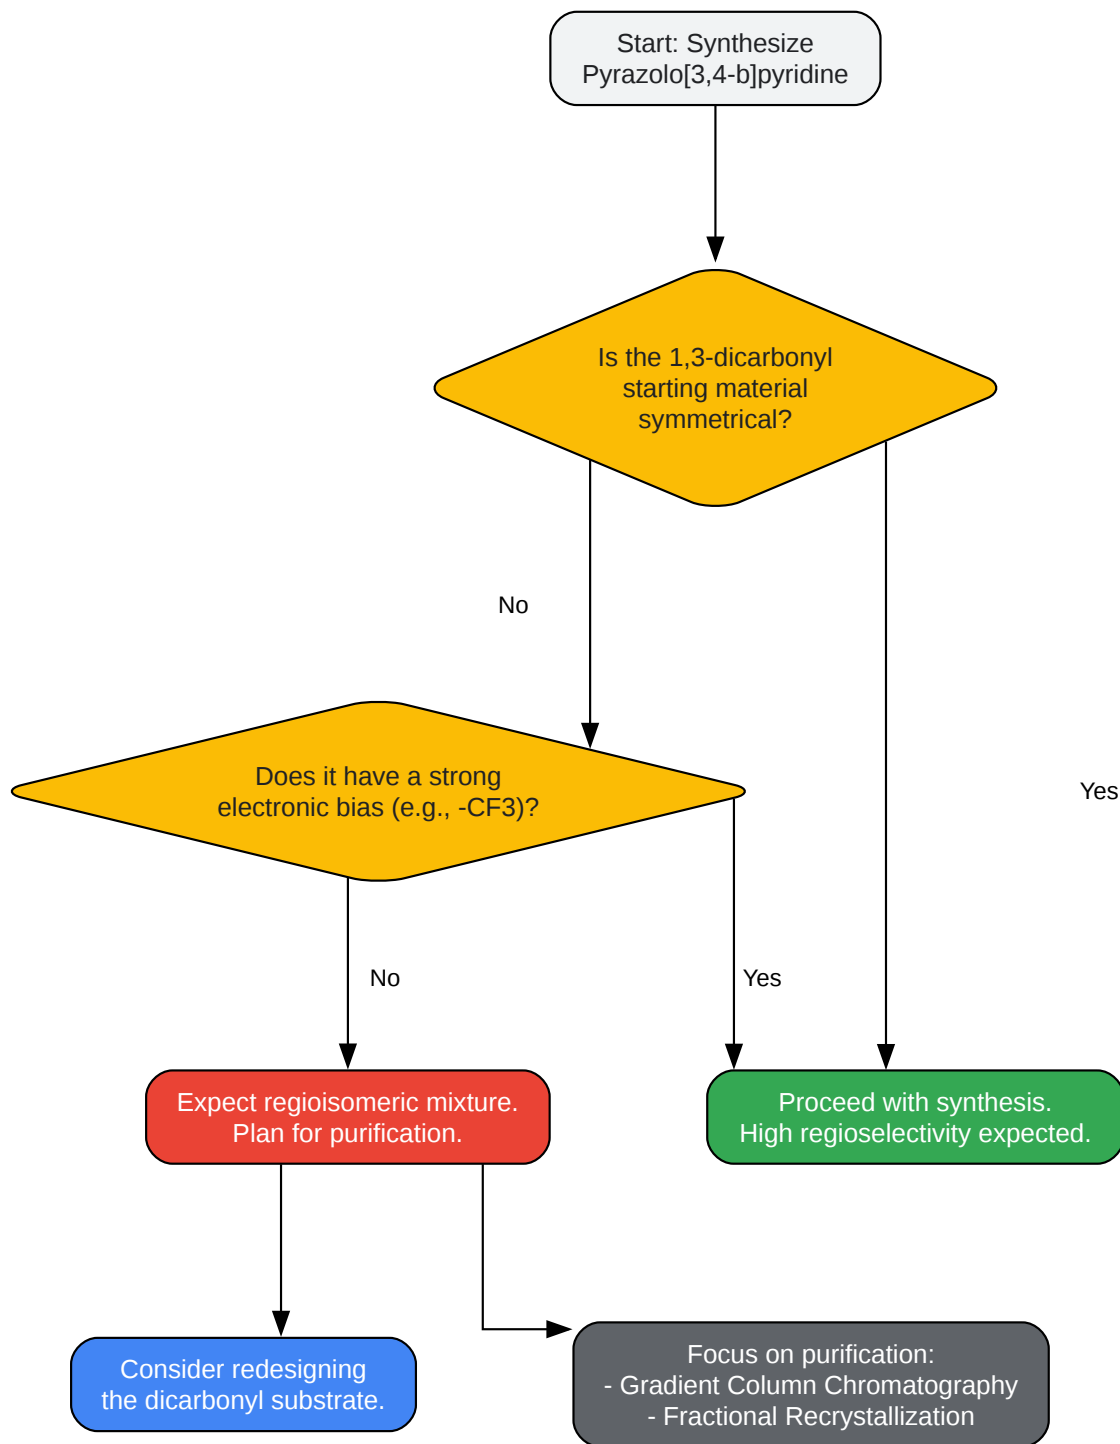 Start: Synthesize
Pyrazolo[3,4-b]pyridine
Is the 1,3-dicarbonyl
starting material
symmetrical?
No
Does it have a strong
electronic bias (e.g., -CF3)?
Yes
No
Yes
Expect regioisomeric mixture.
Plan for purification.
Proceed with synthesis.
High regioselectivity expected.
Consider redesigning
the dicarbonyl substrate.
Focus on purification:
- Gradient Column Chromatography
- Fractional Recrystallization